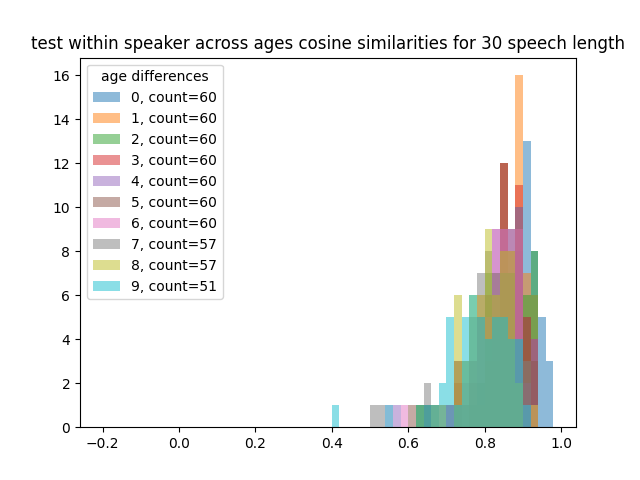 test within speaker across ages cosine similarities for 30 speech length
age differences
0, count=60
1, count=60
2, count=60
3, count=60
4, count=60
5, count=60
6, count=60
7, count=57
8, count=57
9, count=51
16
14
12
10
8
6
4
2
0
−0.2 0.0 0.2 0.4 0.6 0.8 1.0